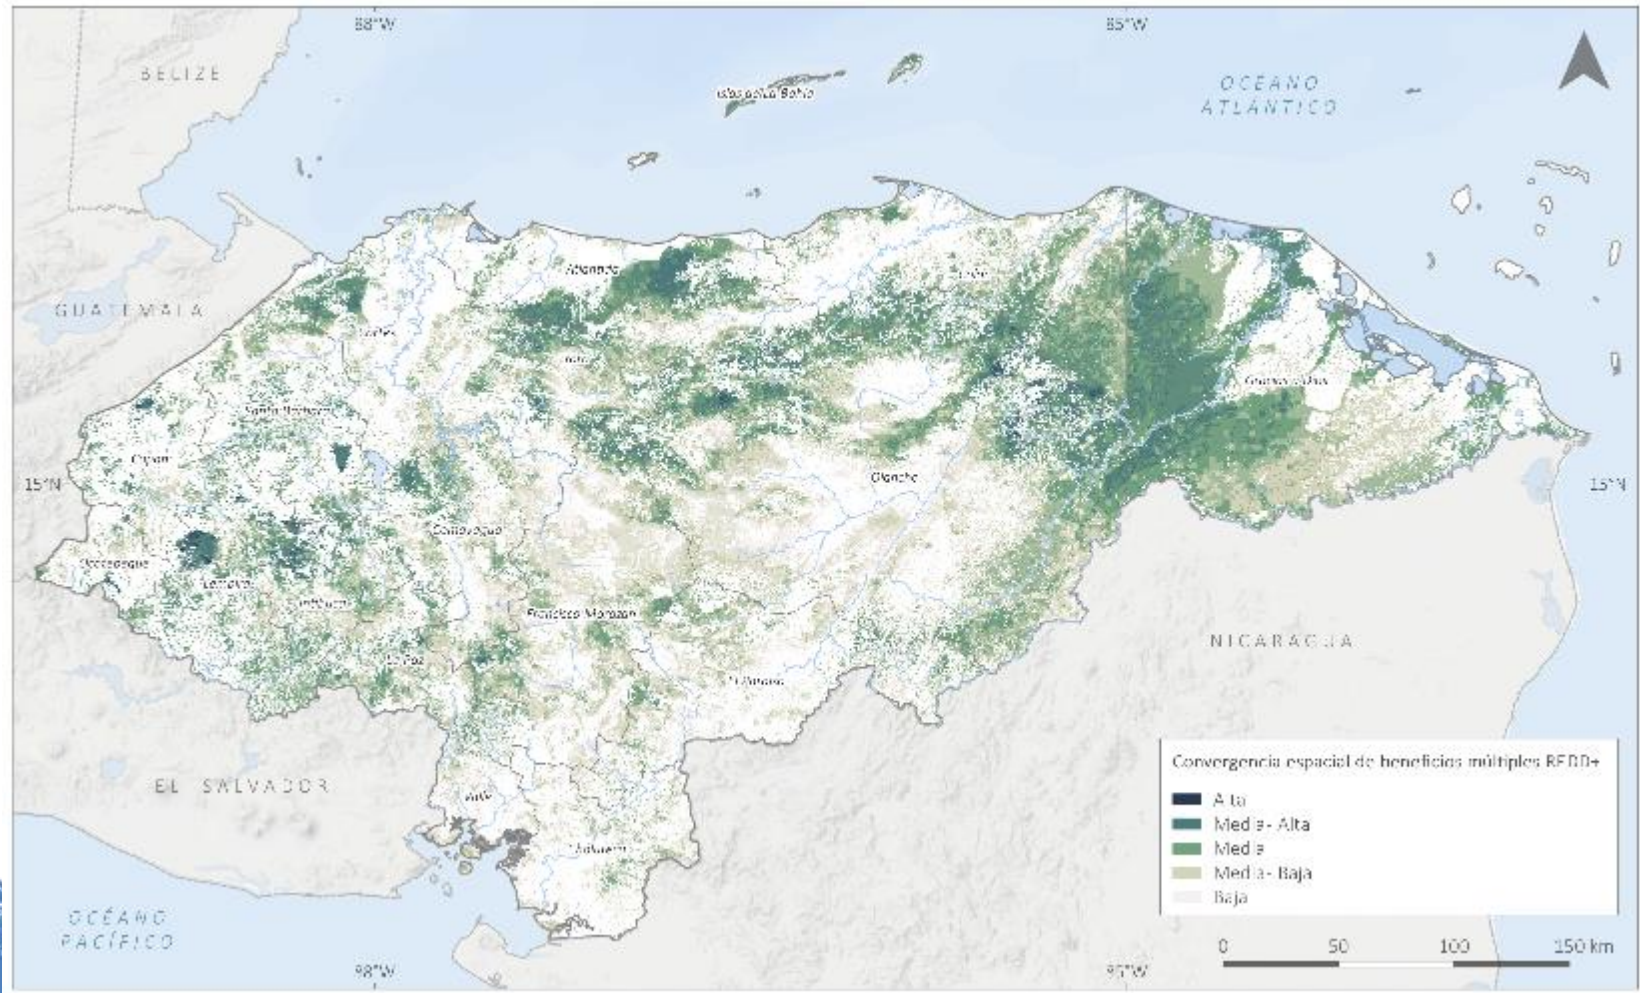 88°W
85°W
BELIZE
Islas de La Bahía
OCÉANO
ATLÁNTICO
GUATEMALA
Atlántida
Colón
Cortés
Yoro
Gracias a Dios
Santa Bárbara
Copán
15°N
Olancho
15°N
Comayagua
Ocotepeque
Lempira
Intibucá
Francisco Morazán
NICARAGUA
La Paz
El Paraíso
EL SALVADOR
Valle
Choluteca
Convergencia espacial de beneficios múltiples REDD+
Alta
Media- Alta
Media
Media- Baja
Baja
OCÉANO
PACÍFICO
0 50 100 150 km
88°W
85°W